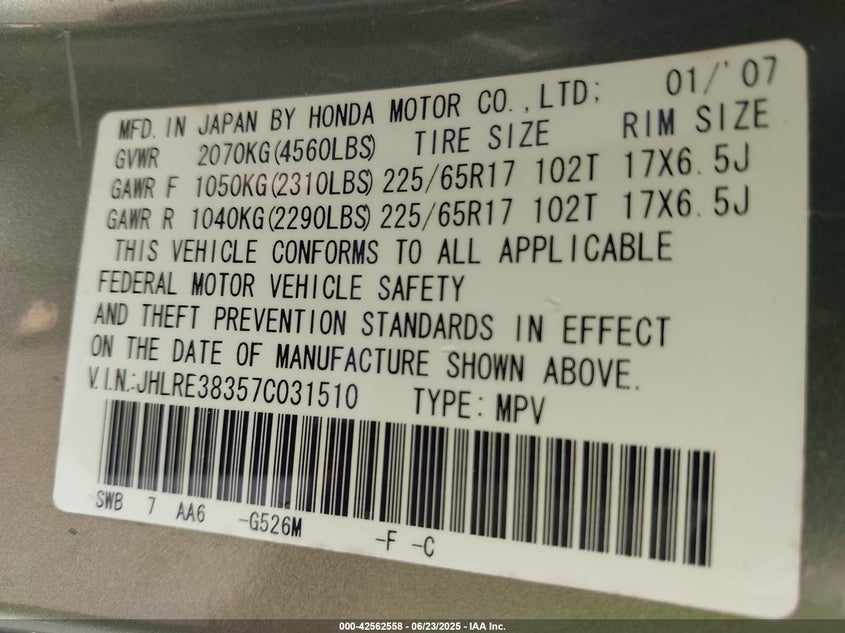 MFD. IN JAPAN BY HONDA MOTOR CO., LTD; 01/'07
GVWR 2070KG(4560LBS) TIRE SIZE RIM SIZE
GAWR F 1050KG(2310LBS) 225/65R17 102T 17X6.5J
GAWR R 1040KG(2290LBS) 225/65R17 102T 17X6.5J
THIS VEHICLE CONFORMS TO ALL APPLICABLE
FEDERAL MOTOR VEHICLE SAFETY
AND THEFT PREVENTION STANDARDS IN EFFECT
ON THE DATE OF MANUFACTURE SHOWN ABOVE.
V.I.N.:JHLRE38357C031510 TYPE: MPV
SWB 7 AA6 -G526M -F -C
000-42562558 - 06/23/2025 - IAA Inc.